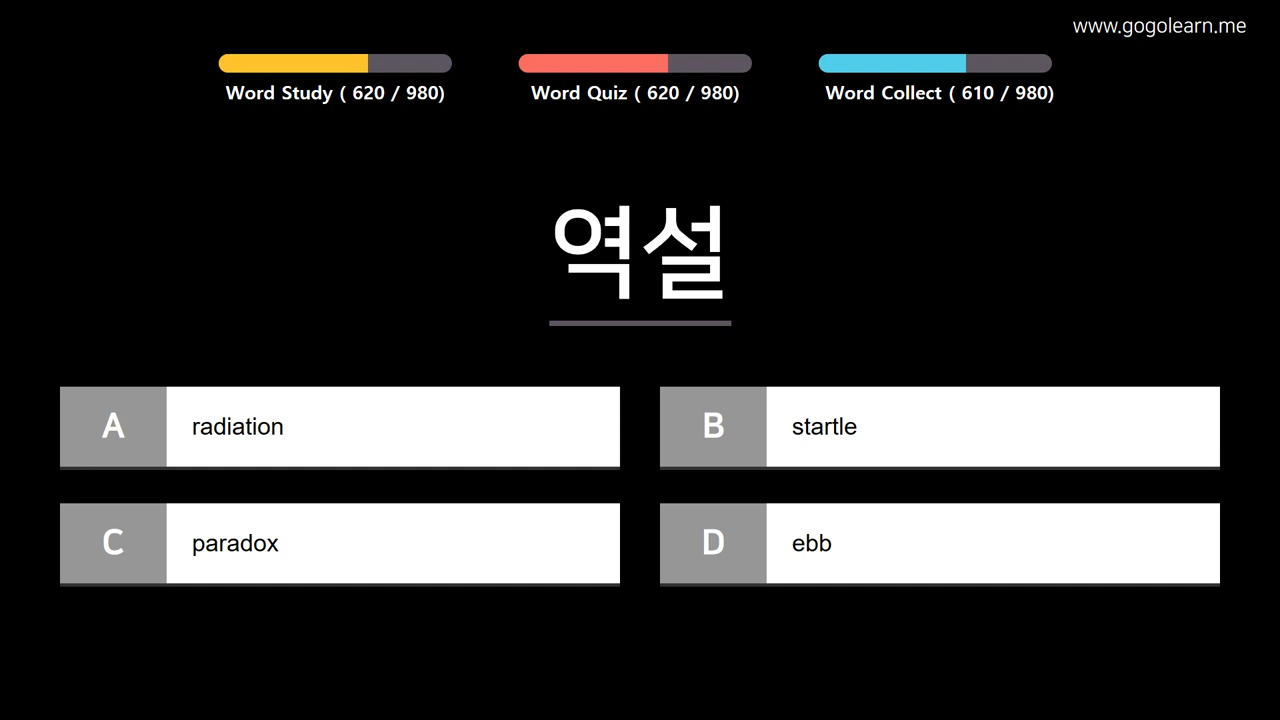 www.gogolearn.me
Word Study ( 620 / 980)
Word Quiz ( 620 / 980)
Word Collect ( 610 / 980)
역설
A radiation
B startle
C paradox
D ebb